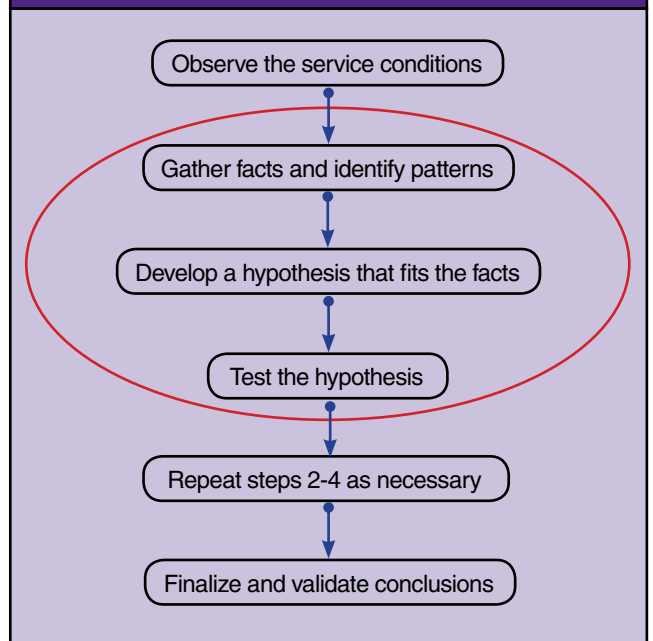 Observe the service conditions
Gather facts and identify patterns
Develop a hypothesis that fits the facts
Test the hypothesis
Repeat steps 2-4 as necessary
Finalize and validate conclusions